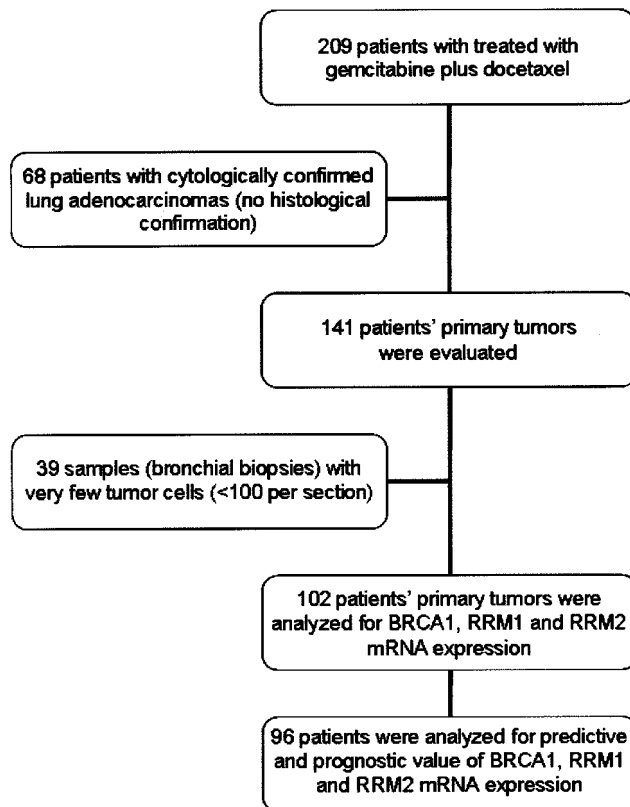 209 patients with treated with
gemcitabine plus docetaxel
68 patients with cytologically confirmed
lung adenocarcinomas (no histological
confirmation)
141 patients' primary tumors
were evaluated
39 samples (bronchial biopsies) with
very few tumor cells (<100 per section)
102 patients' primary tumors were
analyzed for BRCA1, RRM1 and RRM2
mRNA expression
96 patients were analyzed for predictive
and prognostic value of BRCA1, RRM1
and RRM2 mRNA expression